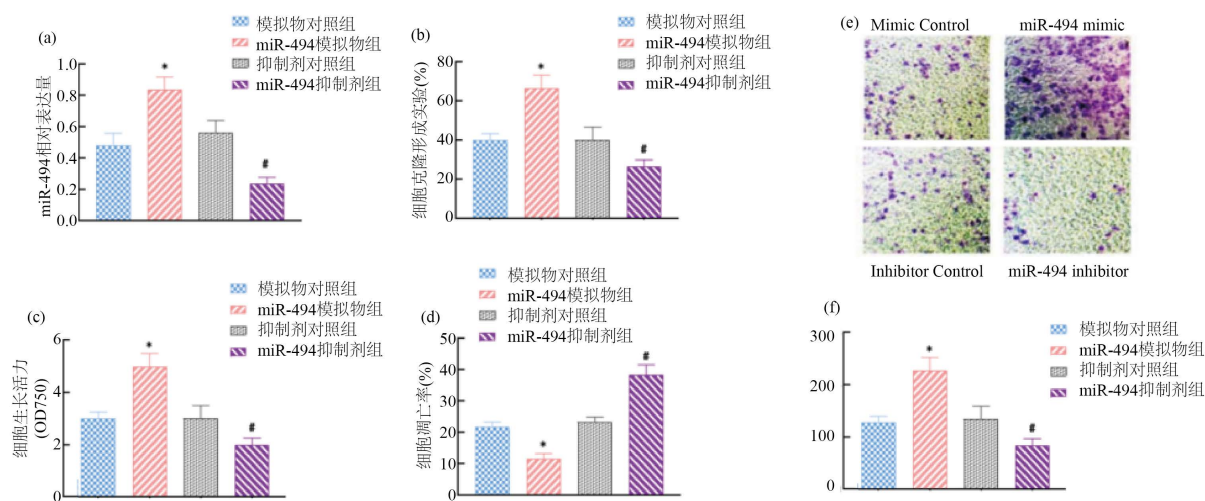 (a)
模拟物对照组
miR-494模拟物组
抑制剂对照组
miR-494抑制剂组
miR-494相对表达量
1.0
0.8
0.6
0.4
0.2
0.0
*
#
(b)
模拟物对照组
miR-494模拟物组
抑制剂对照组
miR-494抑制剂组
细胞克隆形成实验(%)
80
60
40
20
0
*
#
(e)
Mimic Control
miR-494 mimic
Inhibitor Control
miR-494 inhibitor
(c)
模拟物对照组
miR-494模拟物组
抑制剂对照组
miR-494抑制剂组
细胞生长活力
(OD750)
6
4
2
0
*
#
(d)
模拟物对照组
miR-494模拟物组
抑制剂对照组
miR-494抑制剂组
细胞凋亡率(%)
50
40
30
20
10
0
*
#
(f)
模拟物对照组
miR-494模拟物组
抑制剂对照组
miR-494抑制剂组
300
200
100
0
*
#